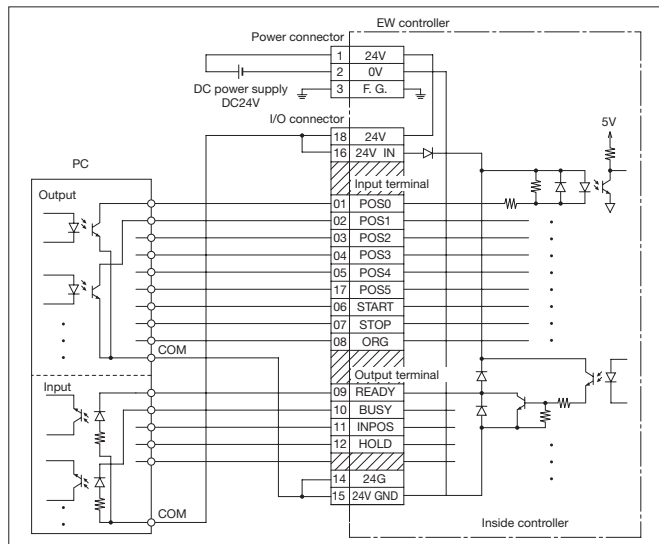 EW controller
Power connector
1 24V
2 0V
3 F. G.
DC power supply
DC24V
I/O connector
18 24V
16 24V IN
5V
PC
Output
Input terminal
01 POS0
02 POS1
03 POS2
04 POS3
05 POS4
17 POS5
06 START
07 STOP
08 ORG
COM
Input
Output terminal
09 READY
10 BUSY
11 INPOS
12 HOLD
14 24G
15 24V GND
COM
Inside controller